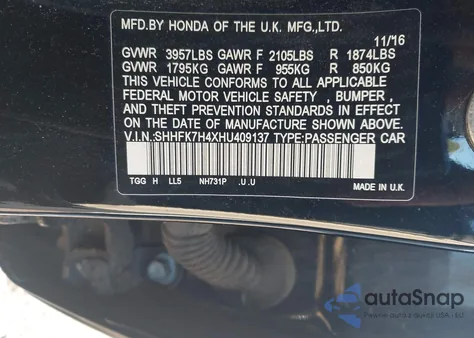 MFD.BY HONDA OF THE U.K. MFG.,LTD.
11/16
GVWR 3957LBS GAWR F 2105LBS R 1874LBS
GVWR 1795KG GAWR F 955KG R 850KG
THIS VEHICLE CONFORMS TO ALL APPLICABLE
FEDERAL MOTOR VEHICLE SAFETY , BUMPER ,
AND THEFT PREVENTION STANDARDS IN EFFECT
ON THE DATE OF MANUFACTURE SHOWN ABOVE.
V.I.N.:SHHFK7H4XHU409137 TYPE:PASSENGER CAR
TGG H LL5 NH731P .U .U
MADE IN U.K.
autoSnap
Pewne auta z